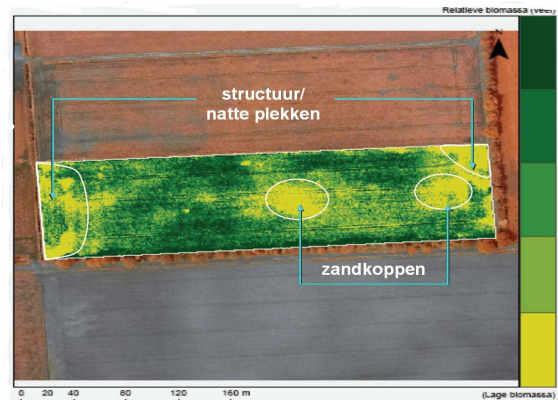 Relatieve biomassa (veel)
structuur/
natte plekken
zandkoppen
0 20 40 80 120 160 m
(Lage biomassa)